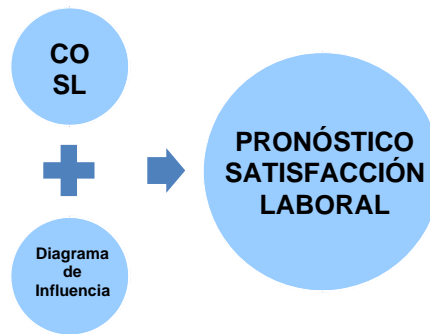 CO
SL
PRONÓSTICO
SATISFACCIÓN
LABORAL
Diagrama
de
Influencia